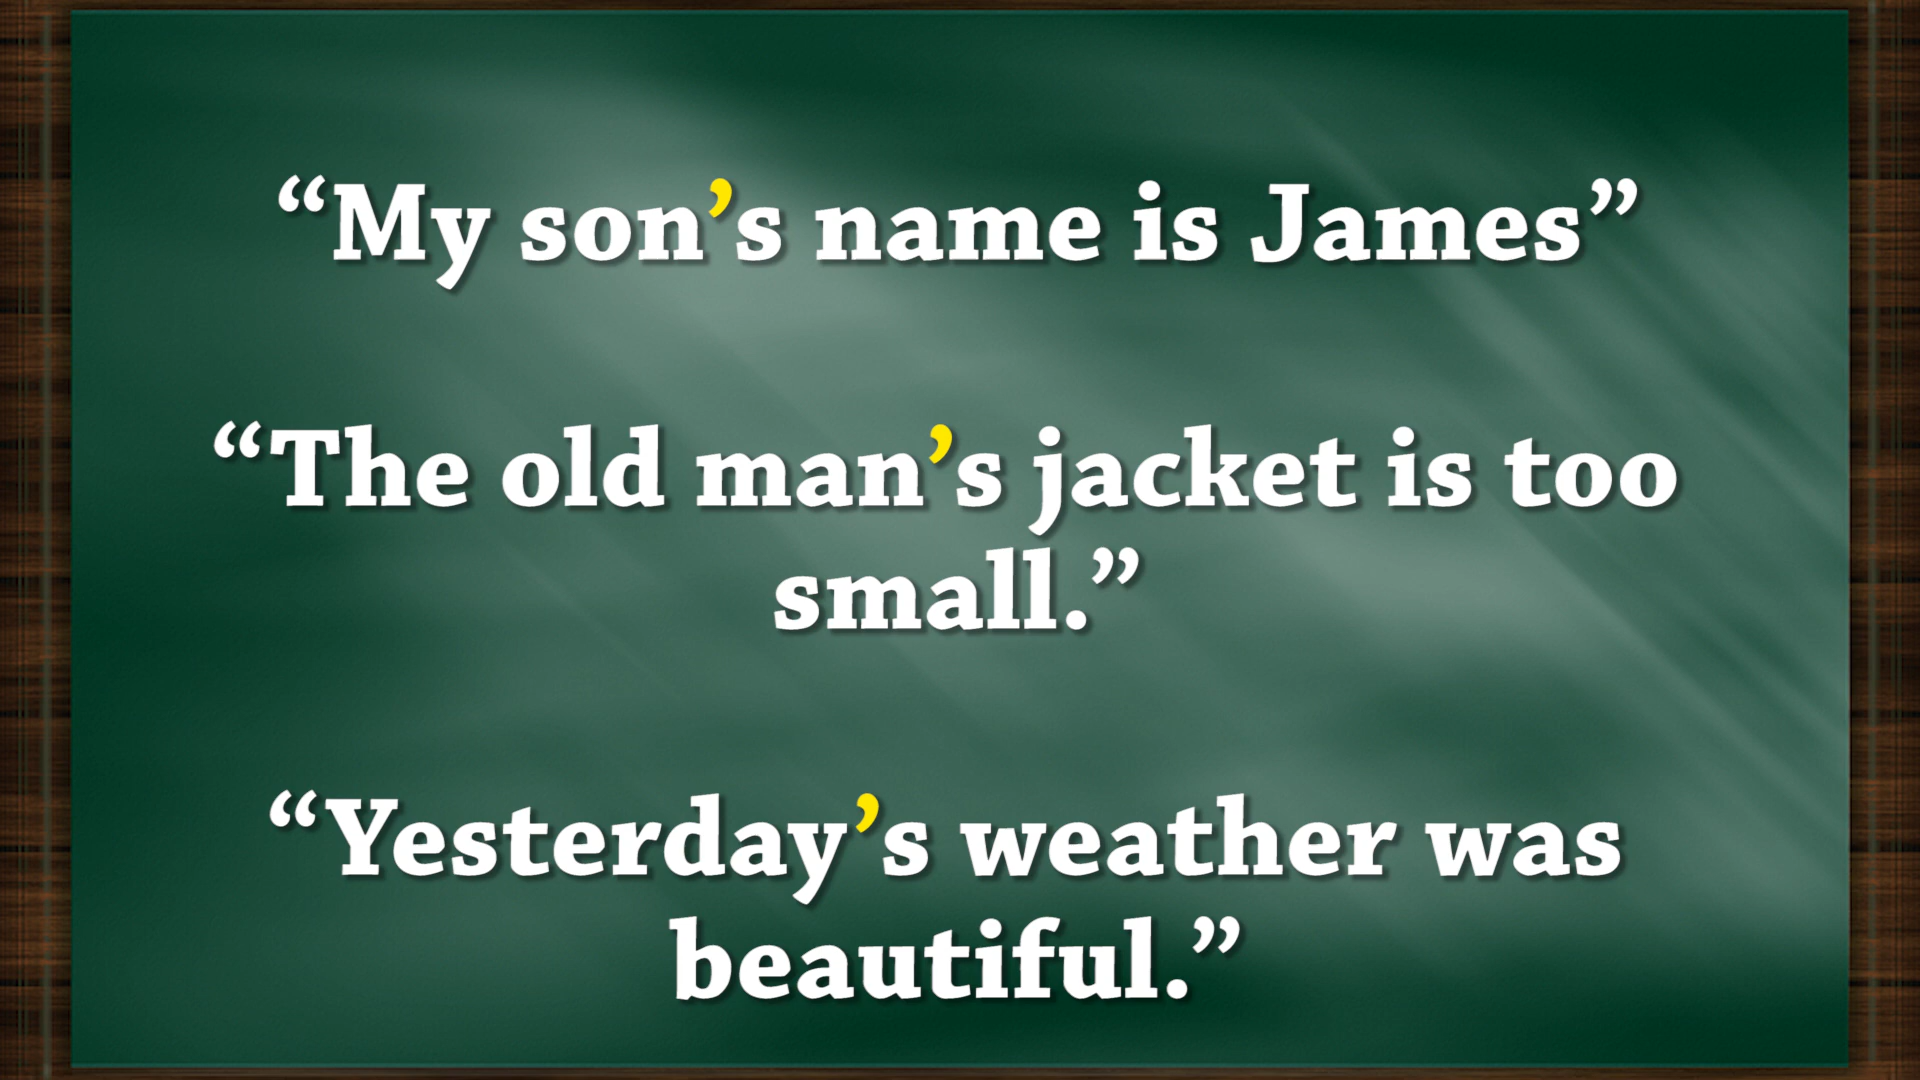 “My son’s name is James”
“The old man’s jacket is too
small.”
“Yesterday’s weather was
beautiful.”